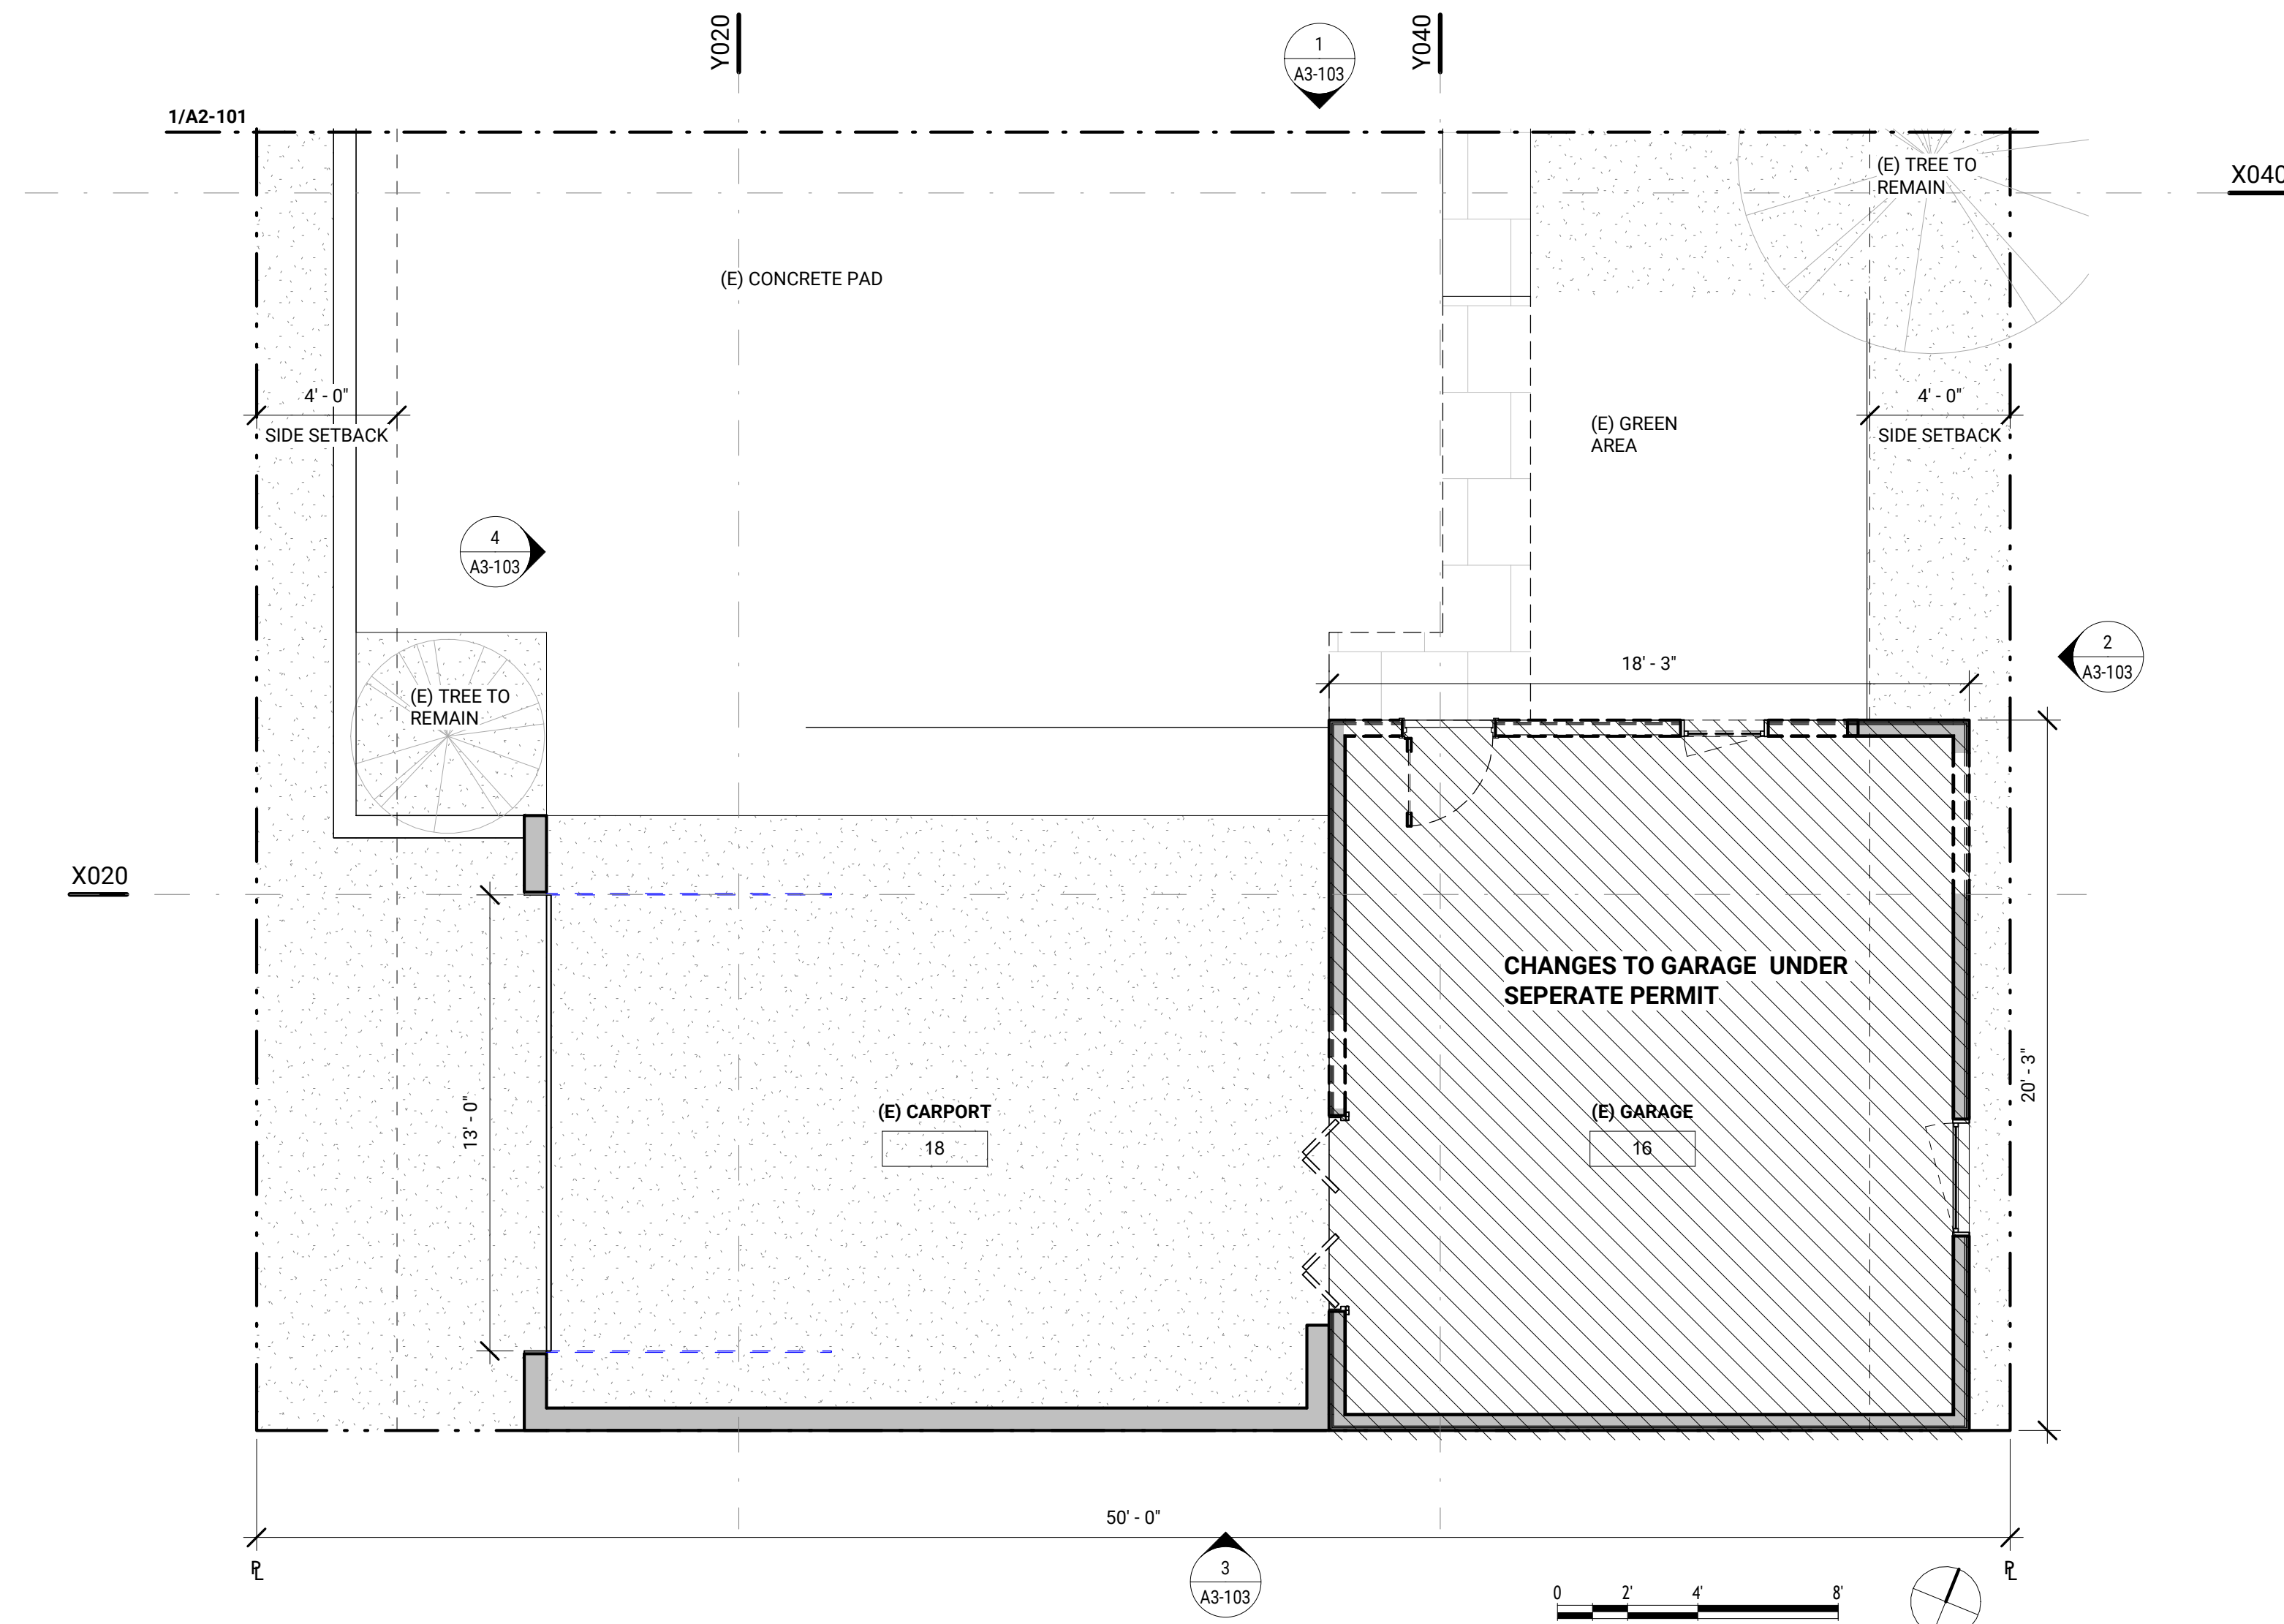 Y020
1
A3-103
Y040
1/A2-101
(E) TREE TO
REMAIN
X040
(E) CONCRETE PAD
4' - 0"
SIDE SETBACK
4' - 0"
SIDE SETBACK
(E) GREEN
AREA
4
A3-103
2
A3-103
18' - 3"
(E) TREE TO
REMAIN
X020
CHANGES TO GARAGE  UNDER
SEPERATE PERMIT
20' - 3"
13' - 0"
(E) CARPORT
18
(E) GARAGE
16
50' - 0"
PL
PL
3
A3-103
0 2' 4' 8'